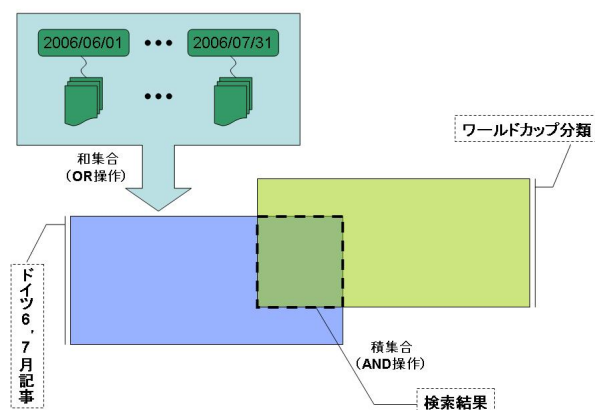 2006/06/01
•••
2006/07/31
•••
和集合
（OR操作）
ワールドカップ分類
ドイツ6，7月記事
積集合
（AND操作）
検索結果